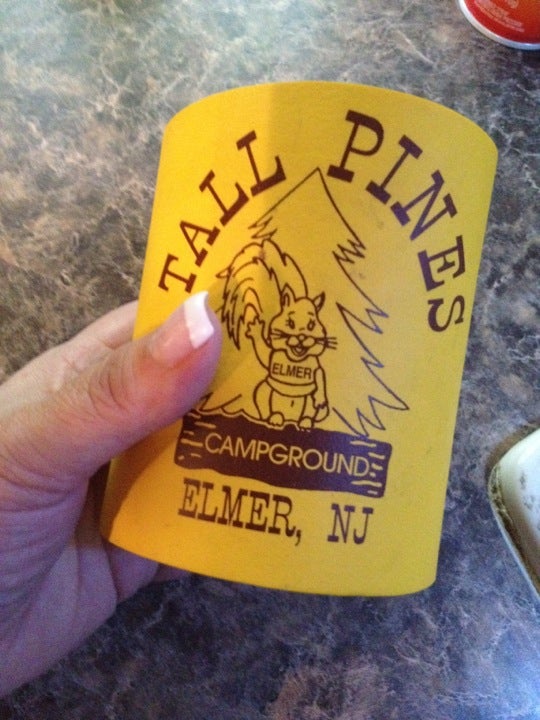 TALL PINES
ELMER
CAMPGROUND
ELMER, NJ